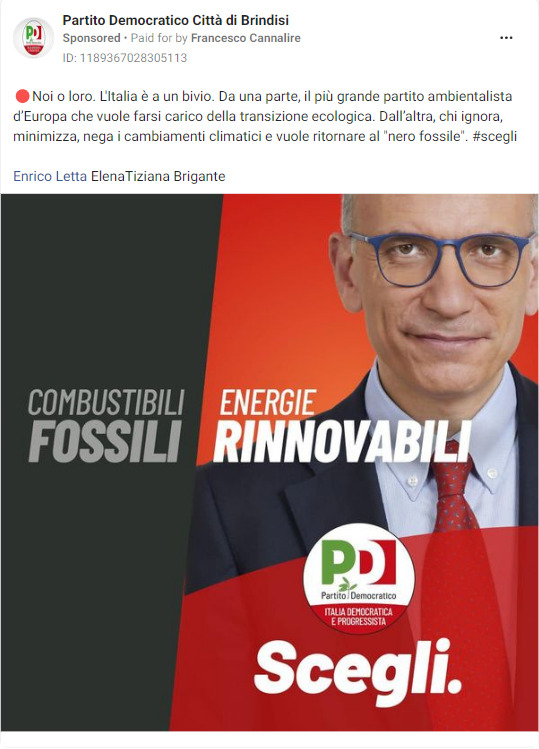 Partito Democratico Città di Brindisi
Sponsored • Paid for by Francesco Cannalire
ID: 1189367028305113
🔴Noi o loro. L'Italia è a un bivio. Da una parte, il più grande partito ambientalista
d'Europa che vuole farsi carico della transizione ecologica. Dall'altra, chi ignora,
minimizza, nega i cambiamenti climatici e vuole ritornare al "nero fossile". #scegli
Enrico Letta ElenaTiziana Brigante
COMBUSTIBILI
FOSSILI
ENERGIE
RINNOVABILI
PD
Partito Democratico
ITALIA DEMOCRATICA
E PROGRESSISTA
Scegli.